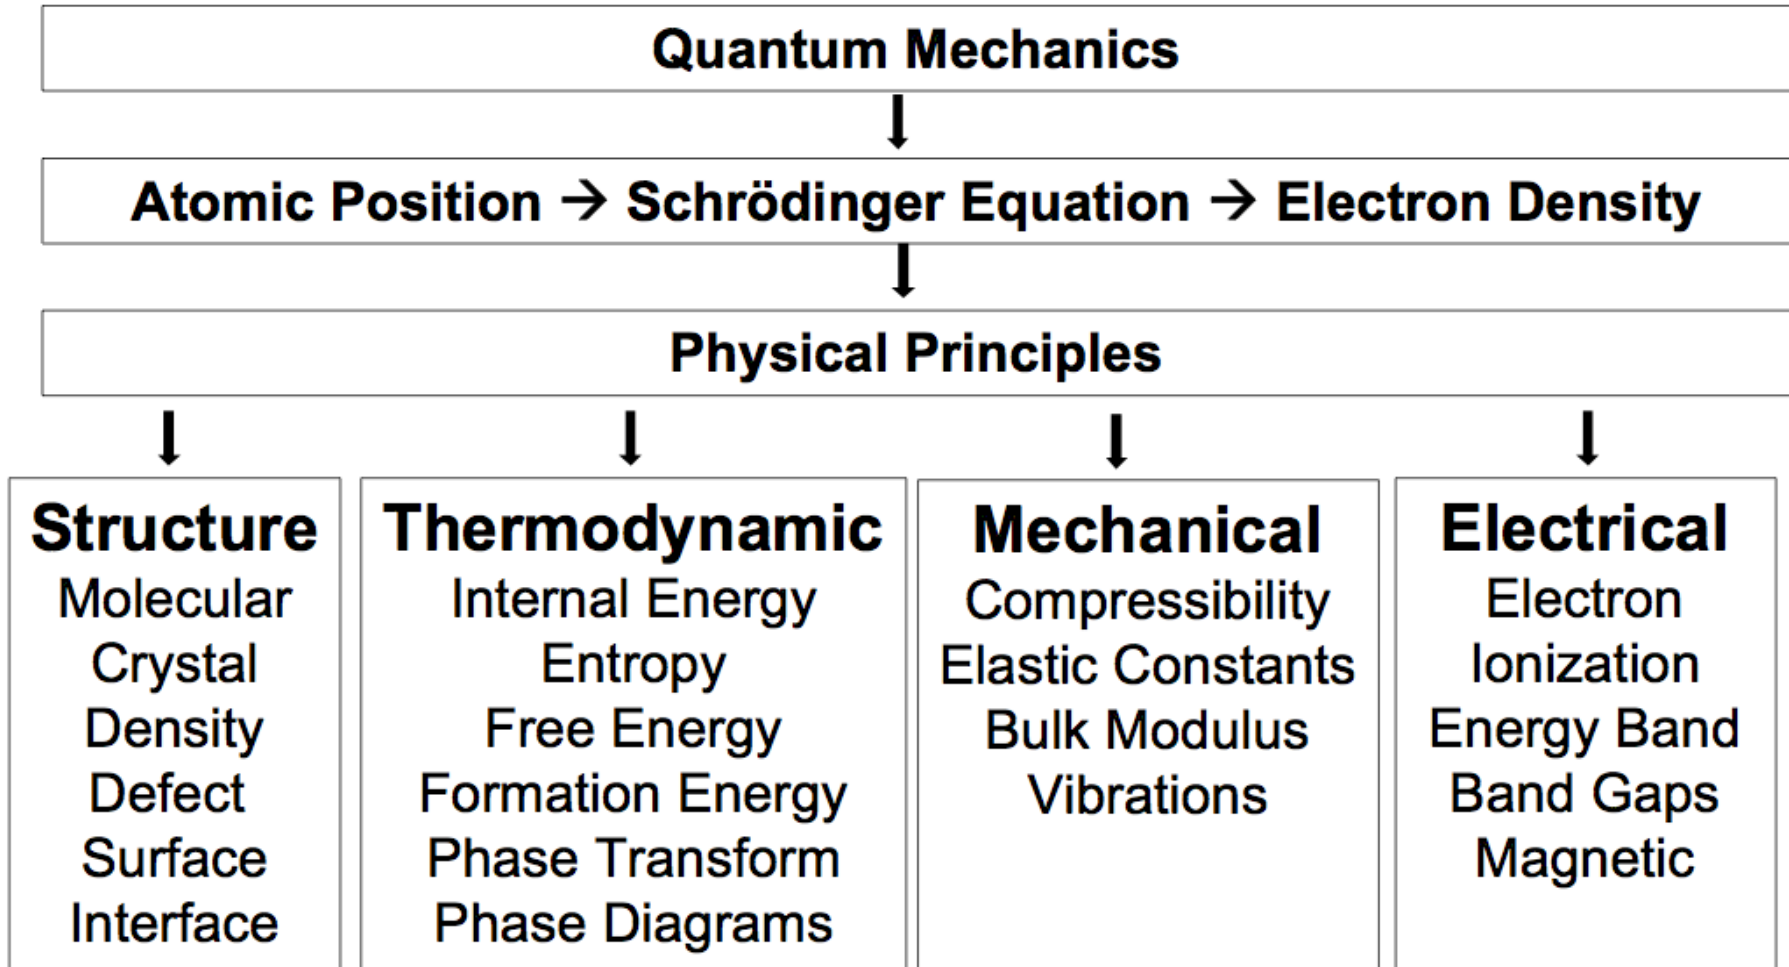 Quantum Mechanics
Atomic Position → Schrödinger Equation → Electron Density
Physical Principles
Structure
Molecular
Crystal
Density
Defect
Surface
Interface
Thermodynamic
Internal Energy
Entropy
Free Energy
Formation Energy
Phase Transform
Phase Diagrams
Mechanical
Compressibility
Elastic Constants
Bulk Modulus
Vibrations
Electrical
Electron
Ionization
Energy Band
Band Gaps
Magnetic